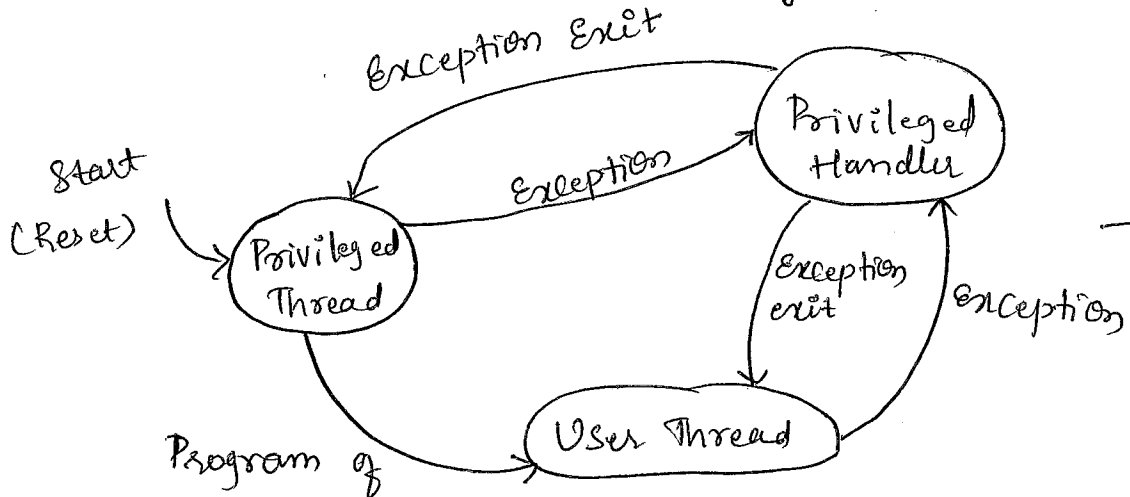 Exception Exit
Privileged
Handler
Exception
Start
(Reset)
Privileged
Thread
Exception
exit
Exception
User Thread
Program of